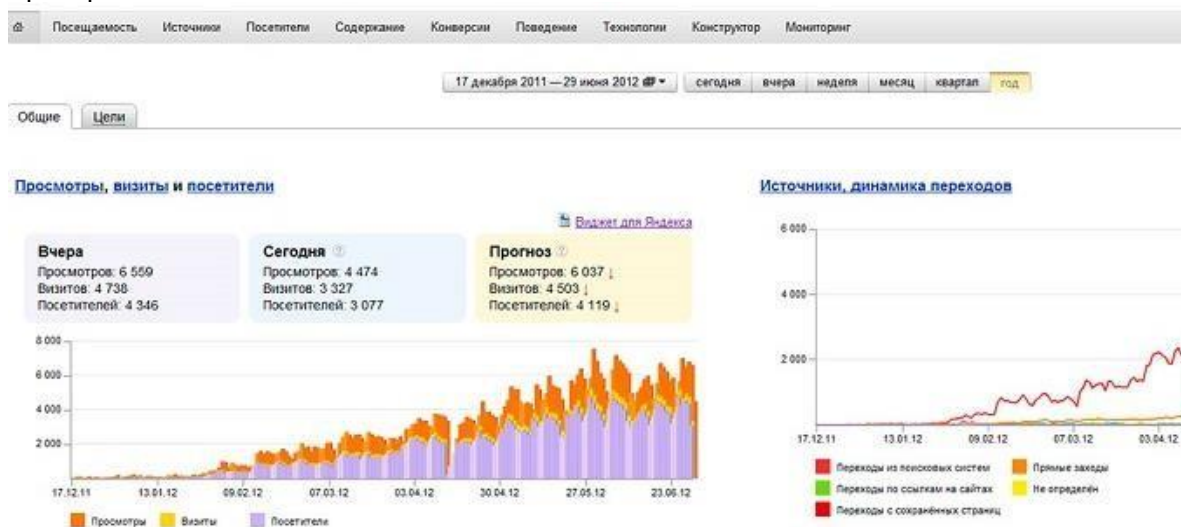 Посещаемость Источники Посетители Содержание Конверсии Поведение Технологии Конструктор Мониторинг
17 декабря 2011 — 29 июня 2012 сегодня вчера неделя месяц квартал год
Общие Цели
Просмотры, визиты и посетители
Виджет для Яндекса
Вчера
Просмотров: 6 559
Визитов: 4 738
Посетителей: 4 346
Сегодня
Просмотров: 4 474
Визитов: 3 327
Посетителей: 3 077
Прогноз
Просмотров: 6 037 ↓
Визитов: 4 503 ↓
Посетителей: 4 119 ↓
8 000
6 000
4 000
2 000
17.12.11 13.01.12 09.02.12 07.03.12 03.04.12 30.04.12 27.05.12 23.06.12
Просмотры Визиты Посетители
Источники, динамика переходов
6 000
4 000
2 000
17.12.11 13.01.12 09.02.12 07.03.12 03.04.12
Переходы из поисковых систем Прямые заходы
Переходы по ссылкам на сайтах Не определён
Переходы с сохранённых страниц